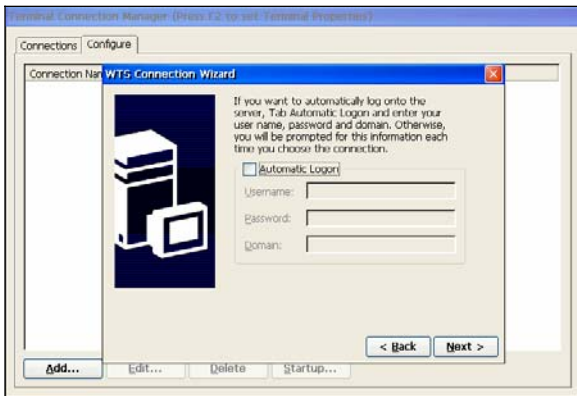 Terminal Connection Manager (Press F2 to set Terminal Properties)
Connections Configure
Connection Nan
WTS Connection Wizard
If you want to automatically log onto the
server, Tab Automatic Logon and enter your
user name, password and domain. Otherwise,
you will be prompted for this information each
time you choose the connection.
Automatic Logon
Username:
Password:
Domain:
< Back Next >
Add... Edit... Delete Startup...